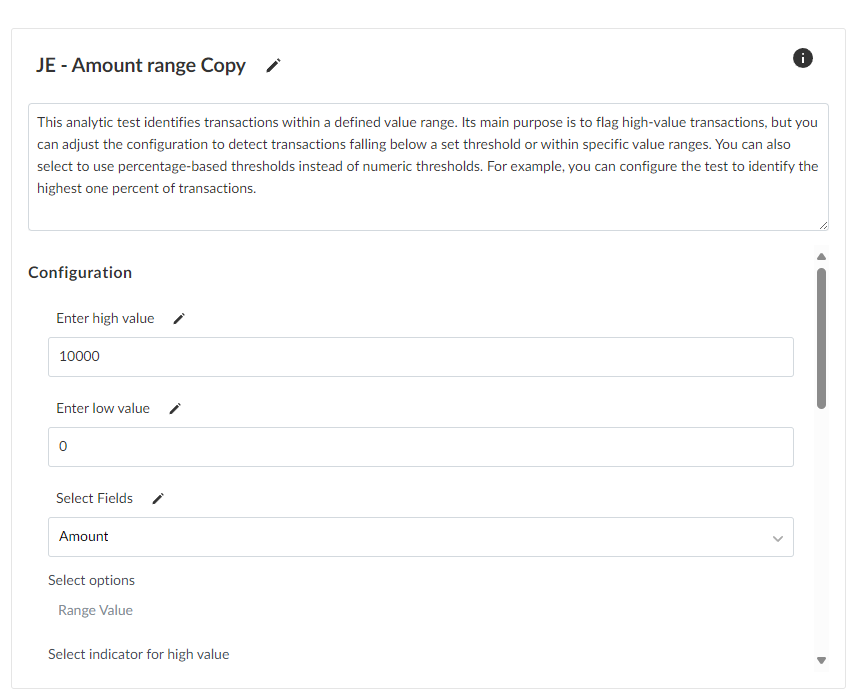 JE - Amount range Copy
This analytic test identifies transactions within a defined value range. Its main purpose is to flag high-value transactions, but you
can adjust the configuration to detect transactions falling below a set threshold or within specific value ranges. You can also
select to use percentage-based thresholds instead of numeric thresholds. For example, you can configure the test to identify the
highest one percent of transactions.
Configuration
Enter high value
10000
Enter low value
0
Select Fields
Amount
Select options
Range Value
Select indicator for high value